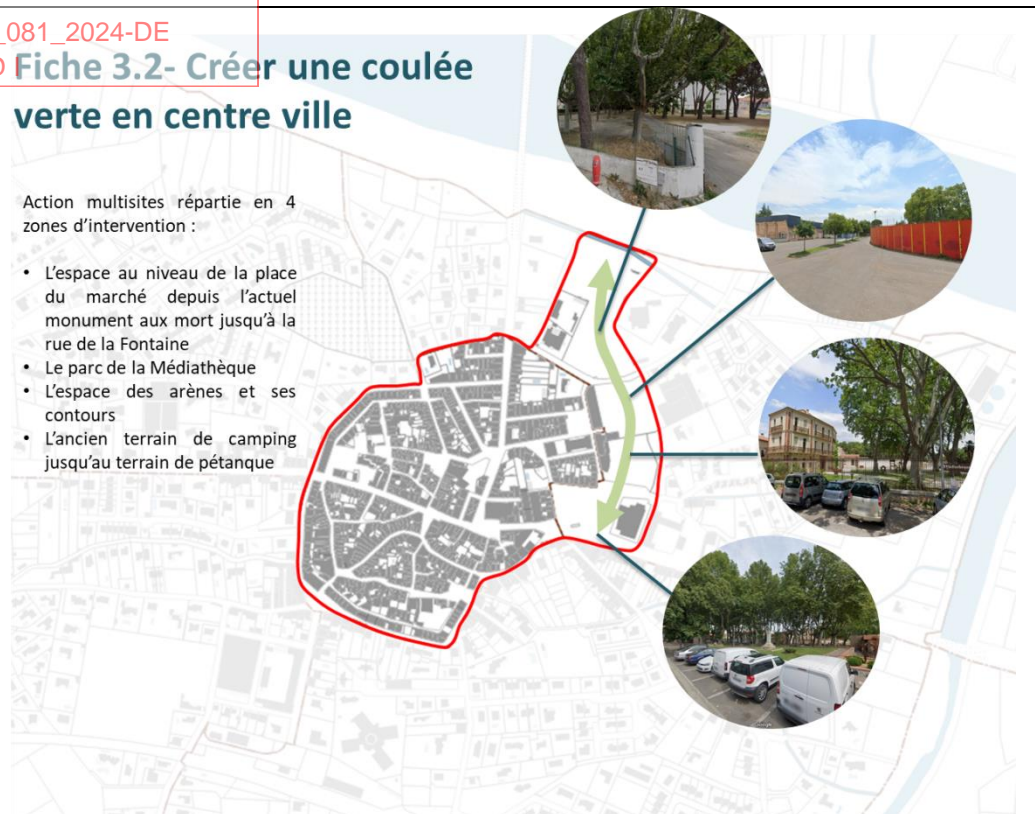 _081_2024-DE
Fiche 3.2- Créer une coulée
verte en centre ville
Action multisites répartie en 4
zones d'intervention :
• L'espace au niveau de la place
du marché depuis l'actuel
monument aux mort jusqu'à la
rue de la Fontaine
• Le parc de la Médiathèque
• L'espace des arènes et ses
contours
• L'ancien terrain de camping
jusqu'au terrain de pétanque